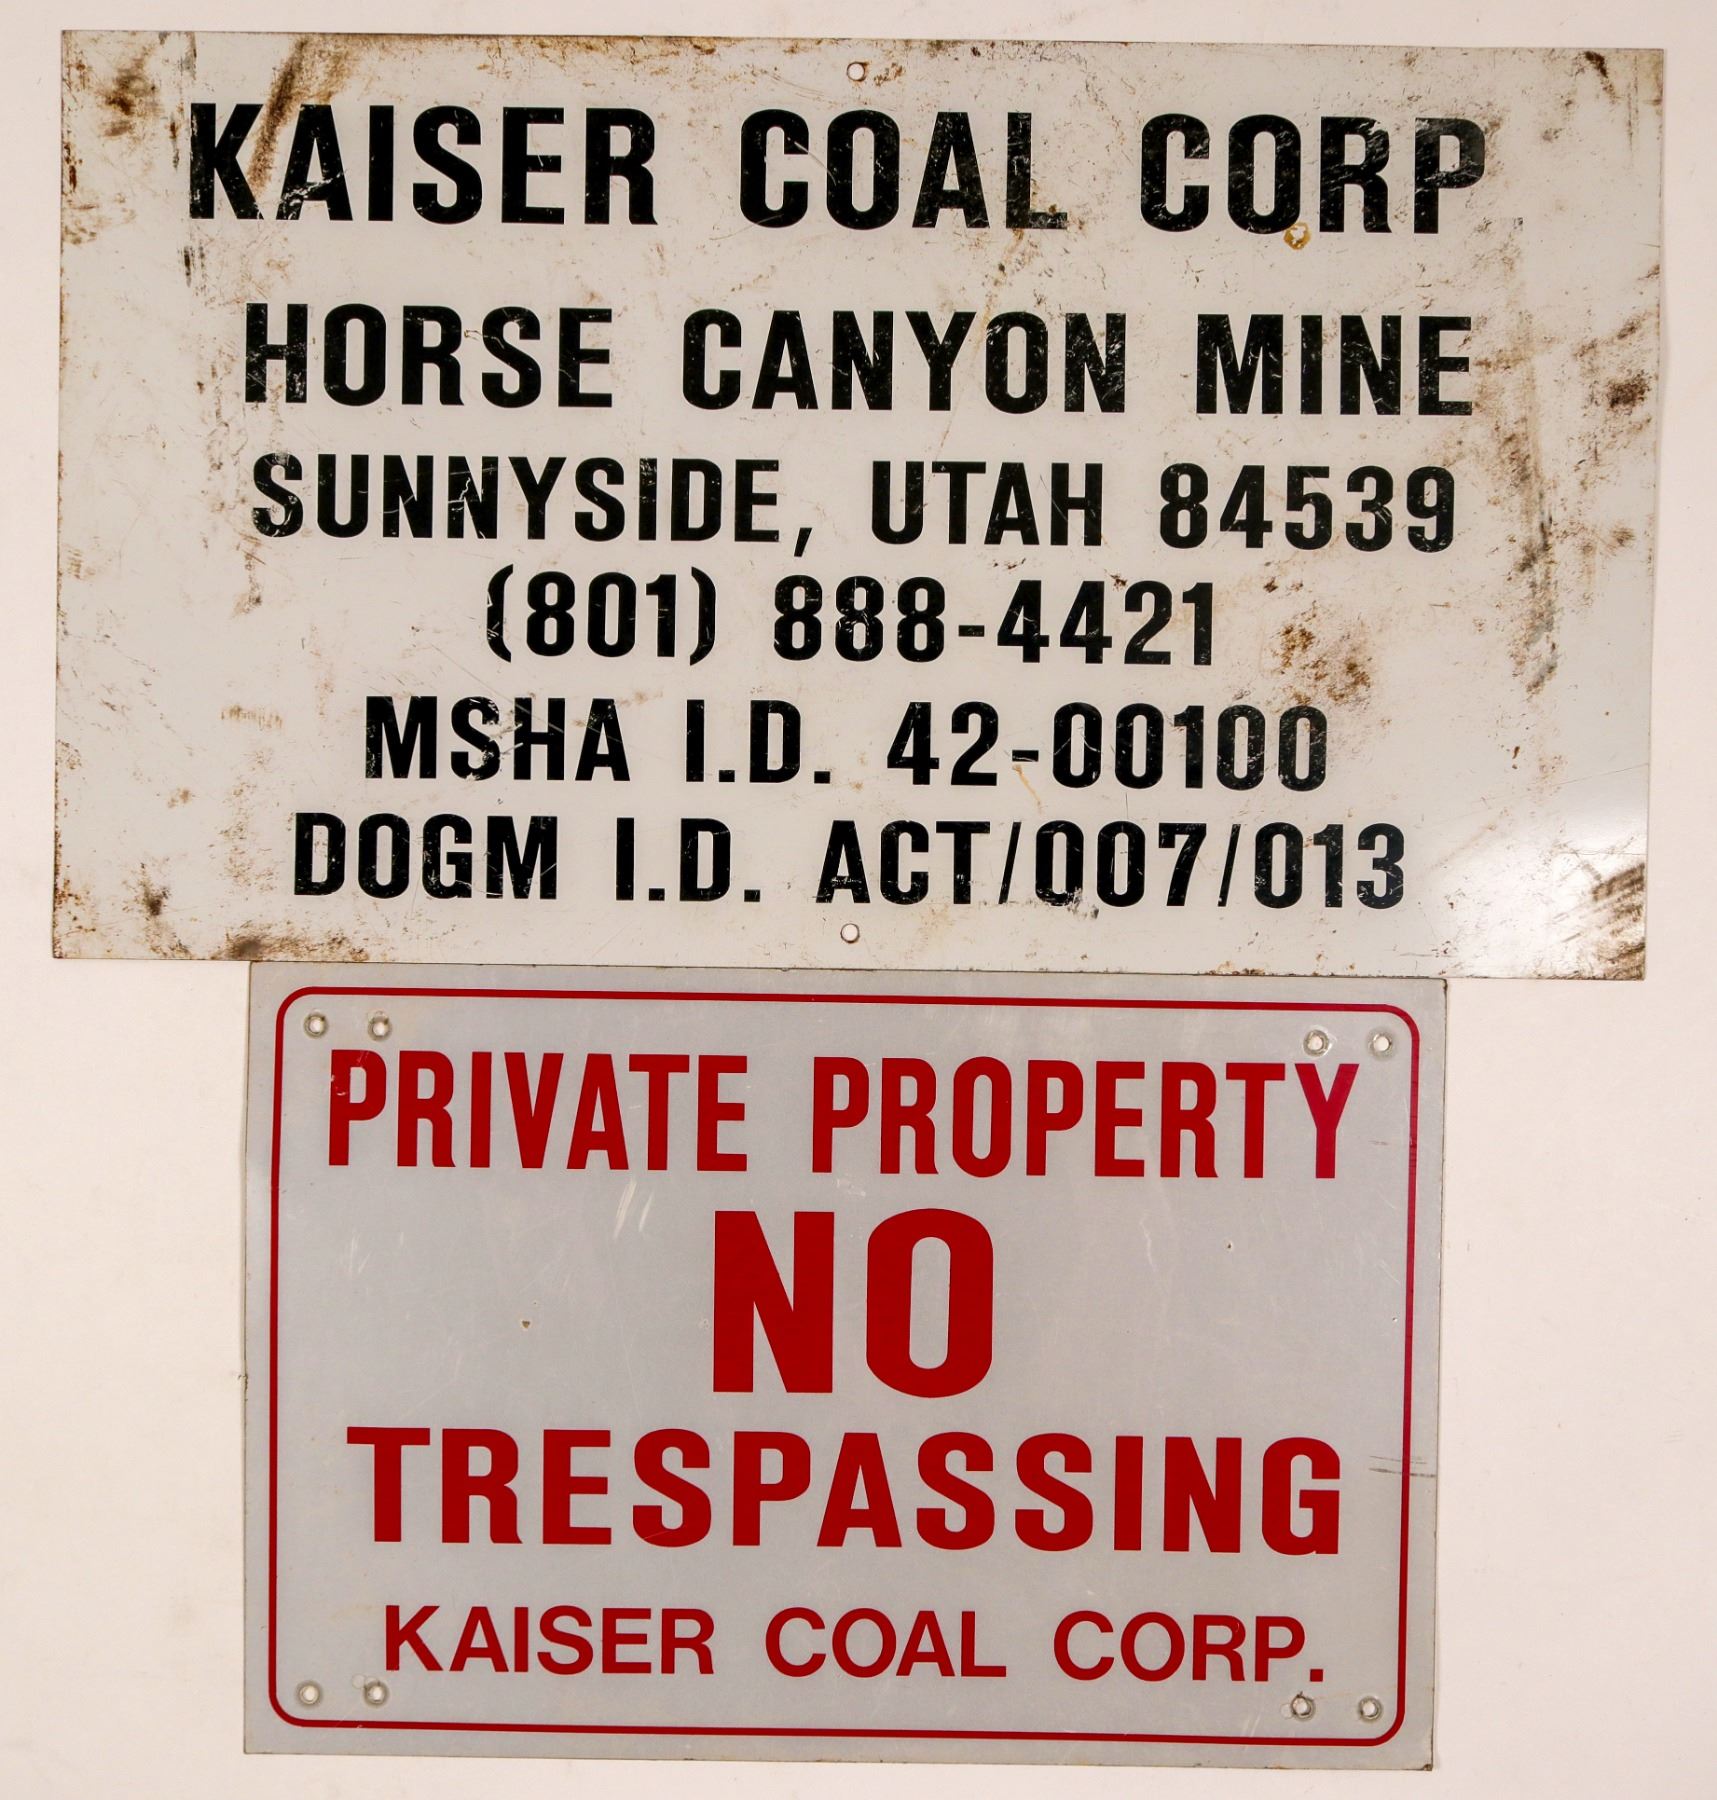 KAISER COAL CORP
HORSE CANYON MINE
SUNNYSIDE, UTAH 84539
(801) 888-4421
MSHA I.D. 42-00100
DOGM I.D. ACT/007/013
PRIVATE PROPERTY
NO
TRESPASSING
KAISER COAL CORP.